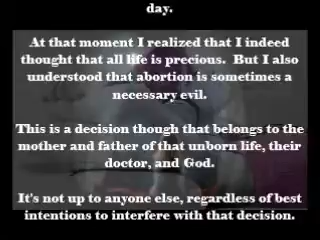 day.
At that moment I realized that I indeed
thought that all life is precious. But I also
understood that abortion is sometimes a
necessary evil.
This is a decision though that belongs to the
mother and father of that unborn life, their
doctor, and God.
It's not up to anyone else, regardless of best
intentions to interfere with that decision.